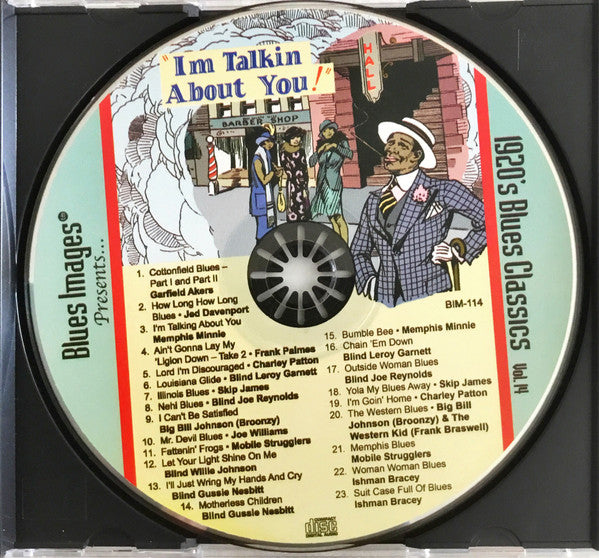 "Im Talkin
About You!"
HALL
BARBER SHOP
Blues Images®
Presents...
1920's Blues Classics Vol. 14
BIM-114
1. Cottonfield Blues –
Part I and Part II
Garfield Akers
2. How Long How Long
Blues • Jed Davenport
3. I'm Talking About You
Memphis Minnie
4. Ain't Gonna Lay My
'Ligion Down – Take 2 • Frank Palmes
5. Lord I'm Discouraged • Charley Patton
6. Louisiana Glide • Blind Leroy Garnett
7. Illinois Blues • Skip James
8. Nehi Blues • Blind Joe Reynolds
9. I Can't Be Satisfied
Big Bill Johnson (Broonzy)
10. Mr. Devil Blues • Joe Williams
11. Fattenin' Frogs • Mobile Strugglers
12. Let Your Light Shine On Me
Blind Willie Johnson
13. I'll Just Wring My Hands And Cry
Blind Gussie Nesbitt
14. Motherless Children
Blind Gussie Nesbitt
15. Bumble Bee • Memphis Minnie
16. Chain 'Em Down
Blind Leroy Garnett
17. Outside Woman Blues
Blind Joe Reynolds
18. Yola My Blues Away • Skip James
19. I'm Goin' Home • Charley Patton
20. The Western Blues • Big Bill
Johnson (Broonzy) & The
Western Kid (Frank Braswell)
21. Memphis Blues
Mobile Strugglers
22. Woman Woman Blues
Ishman Bracey
23. Suit Case Full Of Blues
Ishman Bracey
COMPACT
disc
DIGITAL AUDIO